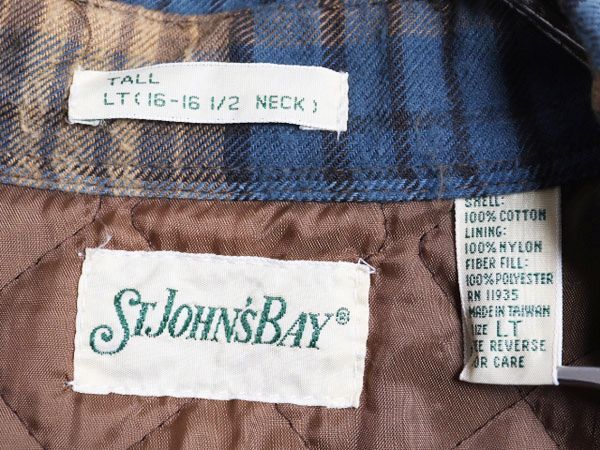 TALL
LT(16-16 1/2 NECK)
ST. JOHN'S BAY®
SHELL:
100% COTTON
LINING:
100% NYLON
FIBER FILL:
100% POLYESTER
RN 11935
MADE IN TAIWAN
SIZE LT
SEE REVERSE
FOR CARE